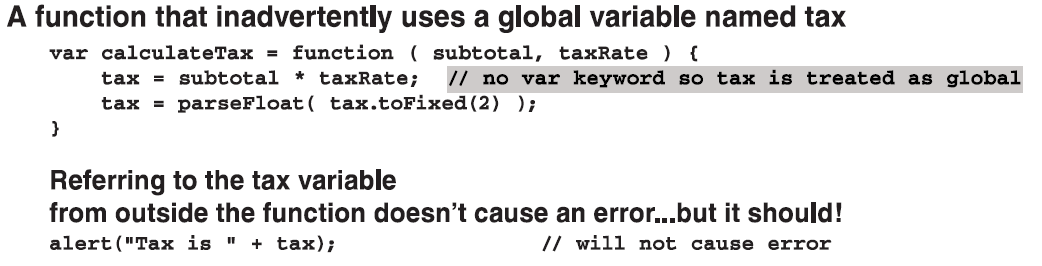 A function that inadvertently uses a global variable named tax
var calculateTax = function ( subtotal, taxRate ) {
    tax = subtotal * taxRate;  // no var keyword so tax is treated as global
    tax = parseFloat( tax.toFixed(2) );
}
Referring to the tax variable
from outside the function doesn't cause an error...but it should!
alert("Tax is " + tax);                    // will not cause error